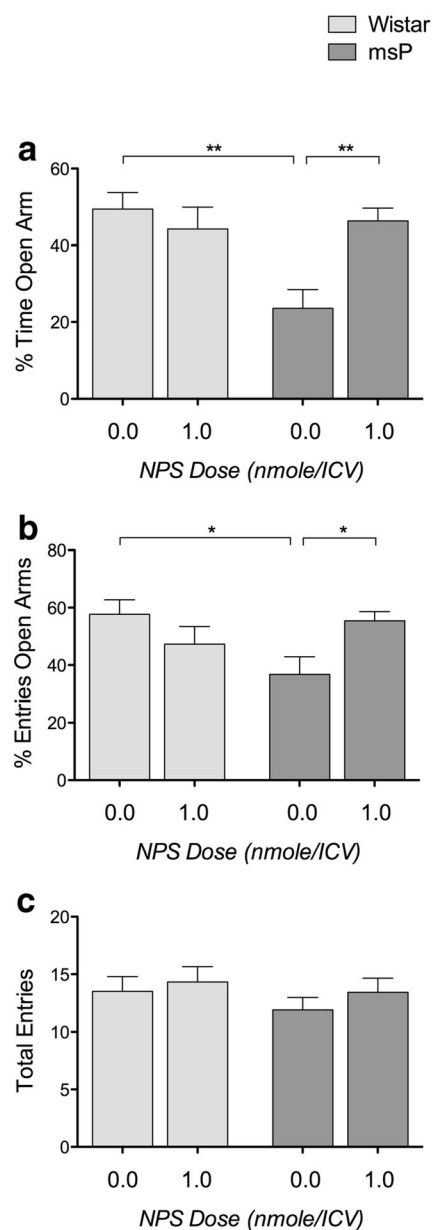 Wistar
msP
a
** **
% Time Open Arm
60
40
20
0
0.0 1.0 0.0 1.0
NPS Dose (nmole/ICV)
b
* *
% Entries Open Arms
80
60
40
20
0
0.0 1.0 0.0 1.0
NPS Dose (nmole/ICV)
c
Total Entries
20
15
10
5
0
0.0 1.0 0.0 1.0
NPS Dose (nmole/ICV)